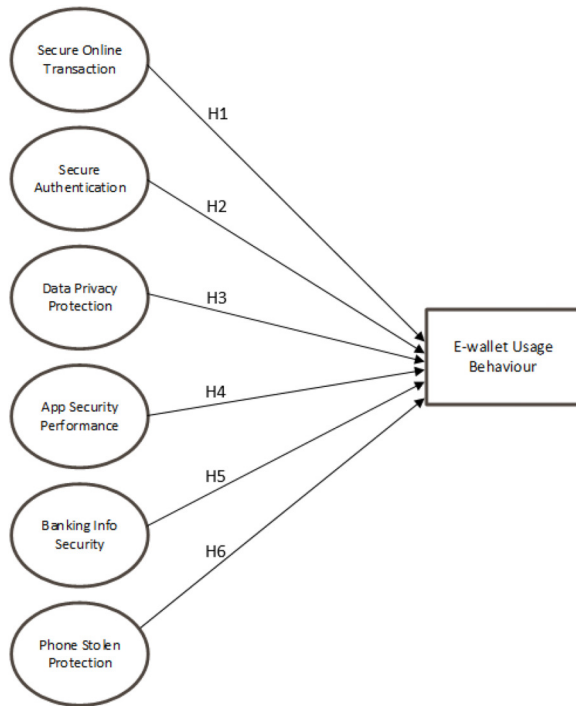 Secure Online
Transaction
H1
Secure
Authentication
H2
Data Privacy
Protection
H3
E-wallet Usage
Behaviour
App Security
Performance
H4
Banking Info
Security
H5
H6
Phone Stolen
Protection